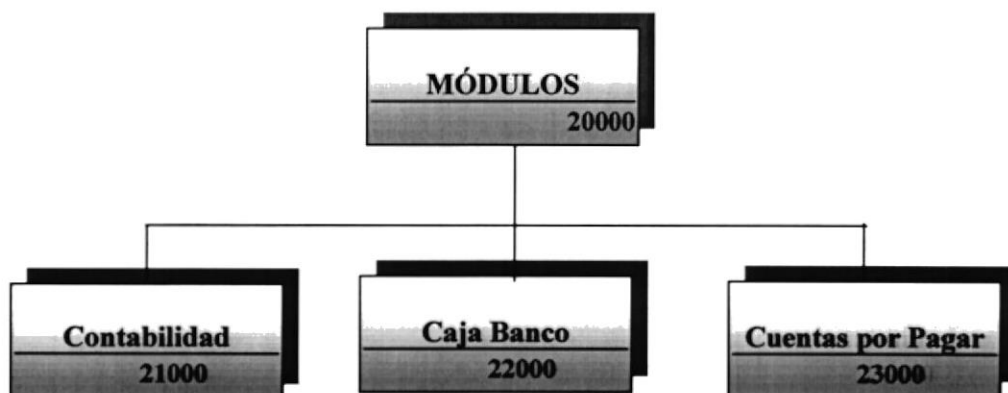 MÓDULOS
20000
Contabilidad
21000
Caja Banco
22000
Cuentas por Pagar
23000